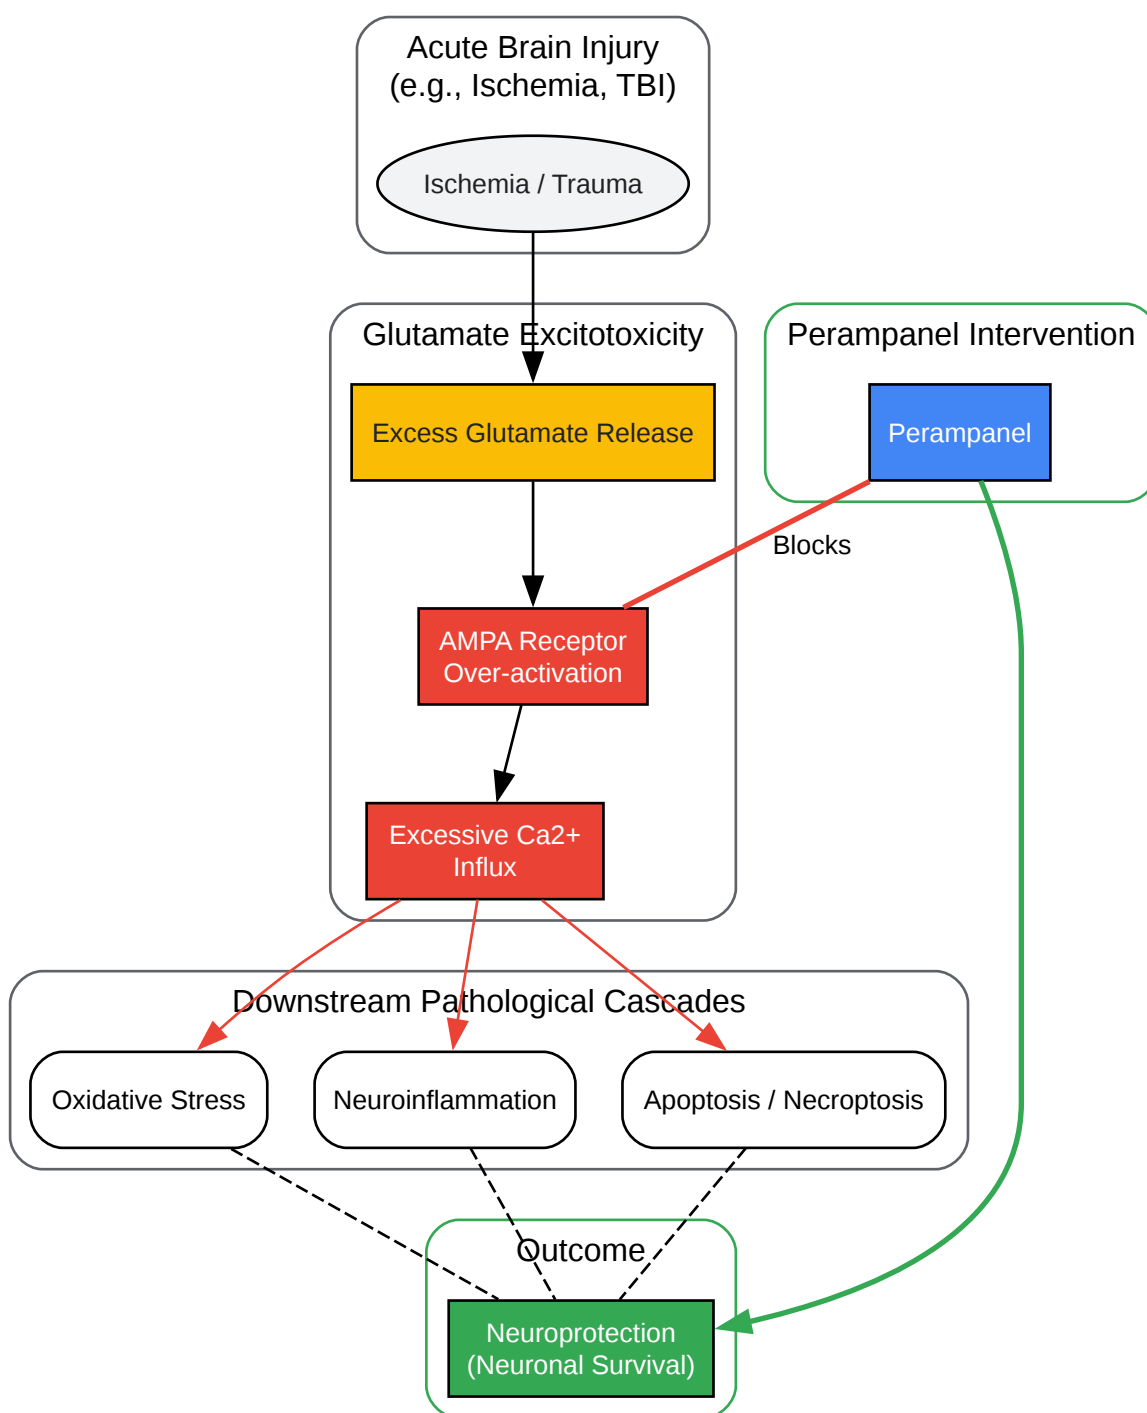 Acute Brain Injury
(e.g., Ischemia, TBI)
Ischemia / Trauma
Glutamate Excitotoxicity
Perampanel Intervention
Excess Glutamate Release
Perampanel
Blocks
AMPA Receptor
Over-activation
Excessive Ca2+
Influx
Downstream Pathological Cascades
Oxidative Stress
Neuroinflammation
Apoptosis / Necroptosis
Outcome
Neuroprotection
(Neuronal Survival)